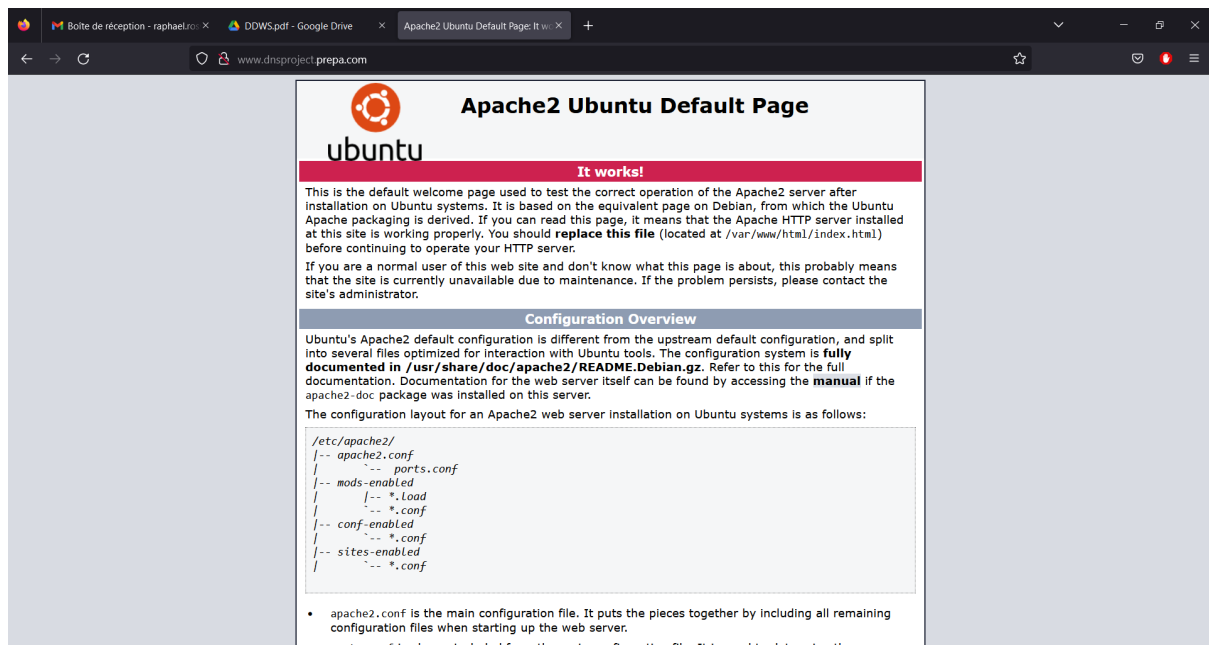 Boîte de réception - raphael.ros
DDWS.pdf - Google Drive
Apache2 Ubuntu Default Page: It wo
www.dnsproject.prepa.com
ubuntu
Apache2 Ubuntu Default Page
It works!
This is the default welcome page used to test the correct operation of the Apache2 server after
installation on Ubuntu systems. It is based on the equivalent page on Debian, from which the Ubuntu
Apache packaging is derived. If you can read this page, it means that the Apache HTTP server installed
at this site is working properly. You should replace this file (located at /var/www/html/index.html)
before continuing to operate your HTTP server.
If you are a normal user of this web site and don't know what this page is about, this probably means
that the site is currently unavailable due to maintenance. If the problem persists, please contact the
site's administrator.
Configuration Overview
Ubuntu's Apache2 default configuration is different from the upstream default configuration, and split
into several files optimized for interaction with Ubuntu tools. The configuration system is fully
documented in /usr/share/doc/apache2/README.Debian.gz. Refer to this for the full
documentation. Documentation for the web server itself can be found by accessing the manual if the
apache2-doc package was installed on this server.
The configuration layout for an Apache2 web server installation on Ubuntu systems is as follows:
/etc/apache2/
|-- apache2.conf
|       `--  ports.conf
|-- mods-enabled
|       |-- *.load
|       `-- *.conf
|-- conf-enabled
|       `-- *.conf
|-- sites-enabled
|       `-- *.conf
• apache2.conf is the main configuration file. It puts the pieces together by including all remaining
configuration files when starting up the web server.